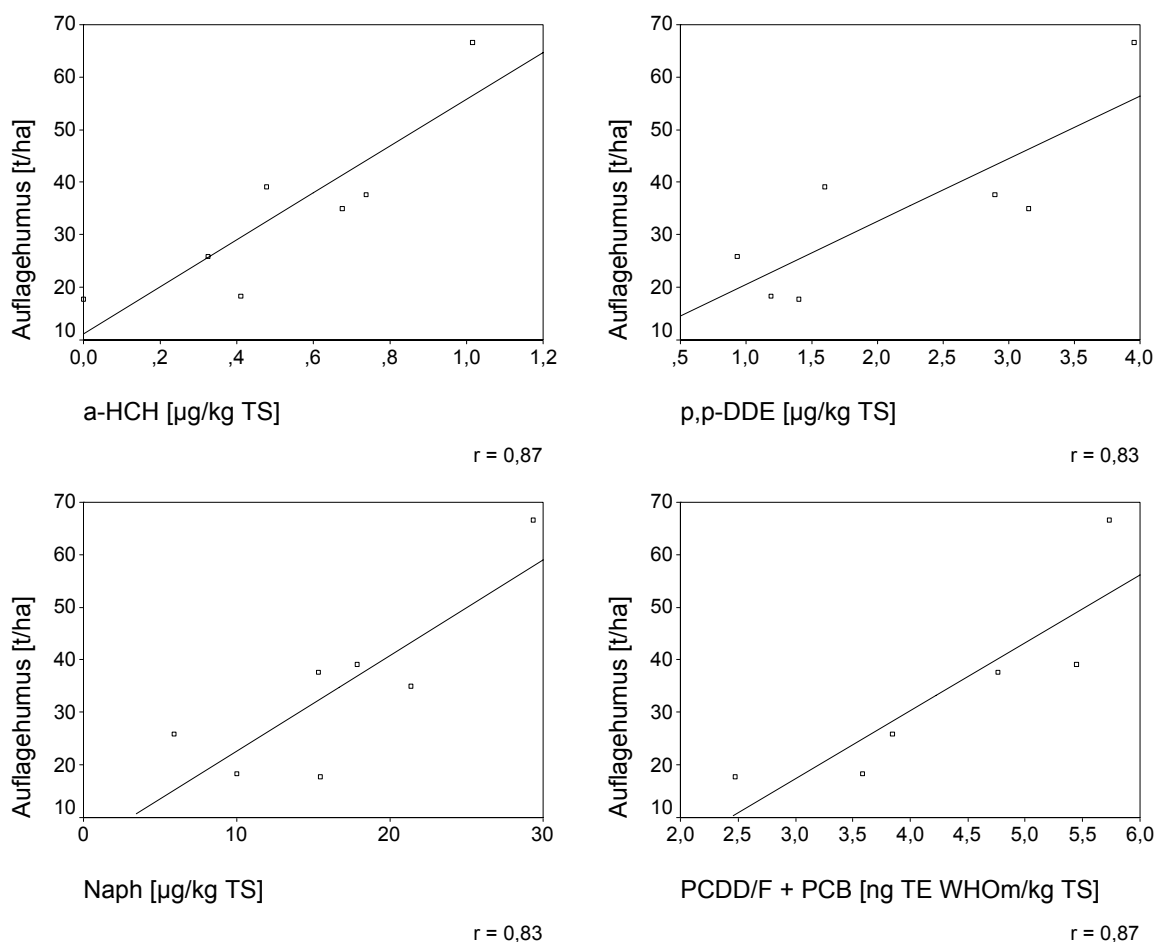 70
60
50
40
30
20
10
Auflagehumus [t/ha]
0,0 ,2 ,4 ,6 ,8 1,0 1,2
a-HCH [µg/kg TS]
r = 0,87
70
60
50
40
30
20
10
Auflagehumus [t/ha]
,5 1,0 1,5 2,0 2,5 3,0 3,5 4,0
p,p-DDE [µg/kg TS]
r = 0,83
70
60
50
40
30
20
10
Auflagehumus [t/ha]
0 10 20 30
Naph [µg/kg TS]
r = 0,83
70
60
50
40
30
20
10
Auflagehumus [t/ha]
2,0 2,5 3,0 3,5 4,0 4,5 5,0 5,5 6,0
PCDD/F + PCB [ng TE WHOm/kg TS]
r = 0,87